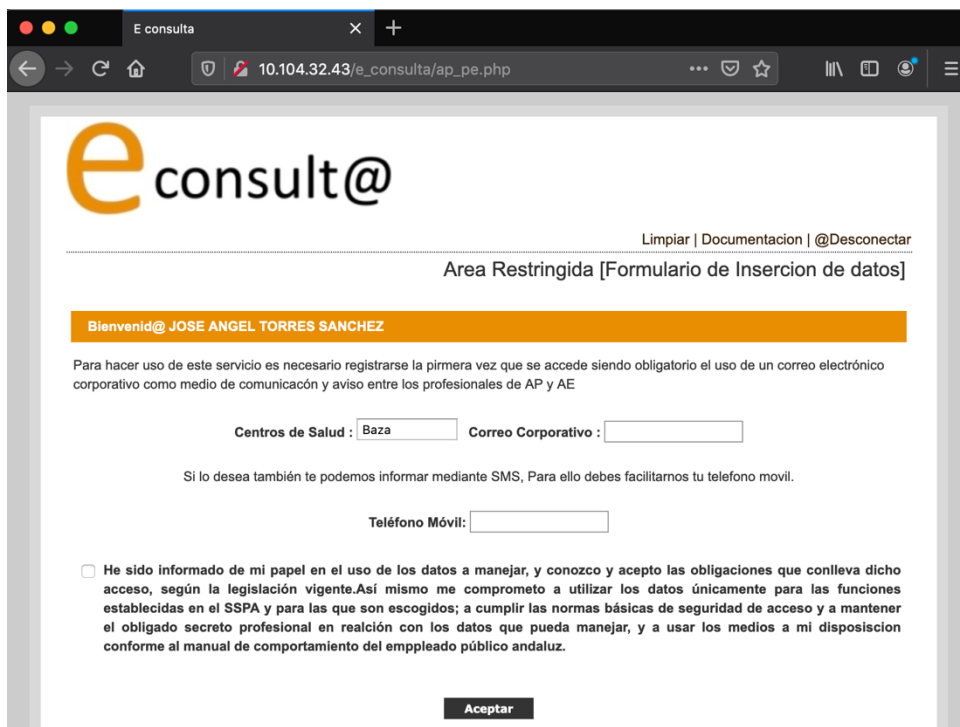 E consulta
10.104.32.43/e_consulta/ap_pe.php
e consult@
Limpiar | Documentacion | @Desconectar
Area Restringida [Formulario de Insercion de datos]
Bienvenid@ JOSE ANGEL TORRES SANCHEZ
Para hacer uso de este servicio es necesario registrarse la pirmera vez que se accede siendo obligatorio el uso de un correo electrónico
corporativo como medio de comunicacón y aviso entre los profesionales de AP y AE
Centros de Salud : Baza Correo Corporativo :
Si lo desea también te podemos informar mediante SMS, Para ello debes facilitarnos tu telefono movil.
Teléfono Móvil:
He sido informado de mi papel en el uso de los datos a manejar, y conozco y acepto las obligaciones que conlleva dicho
acceso, según la legislación vigente.Así mismo me comprometo a utilizar los datos únicamente para las funciones
establecidas en el SSPA y para las que son escogidos; a cumplir las normas básicas de seguridad de acceso y a mantener
el obligado secreto profesional en realción con los datos que pueda manejar, y a usar los medios a mi disposiscion
conforme al manual de comportamiento del emppleado público andaluz.
Aceptar